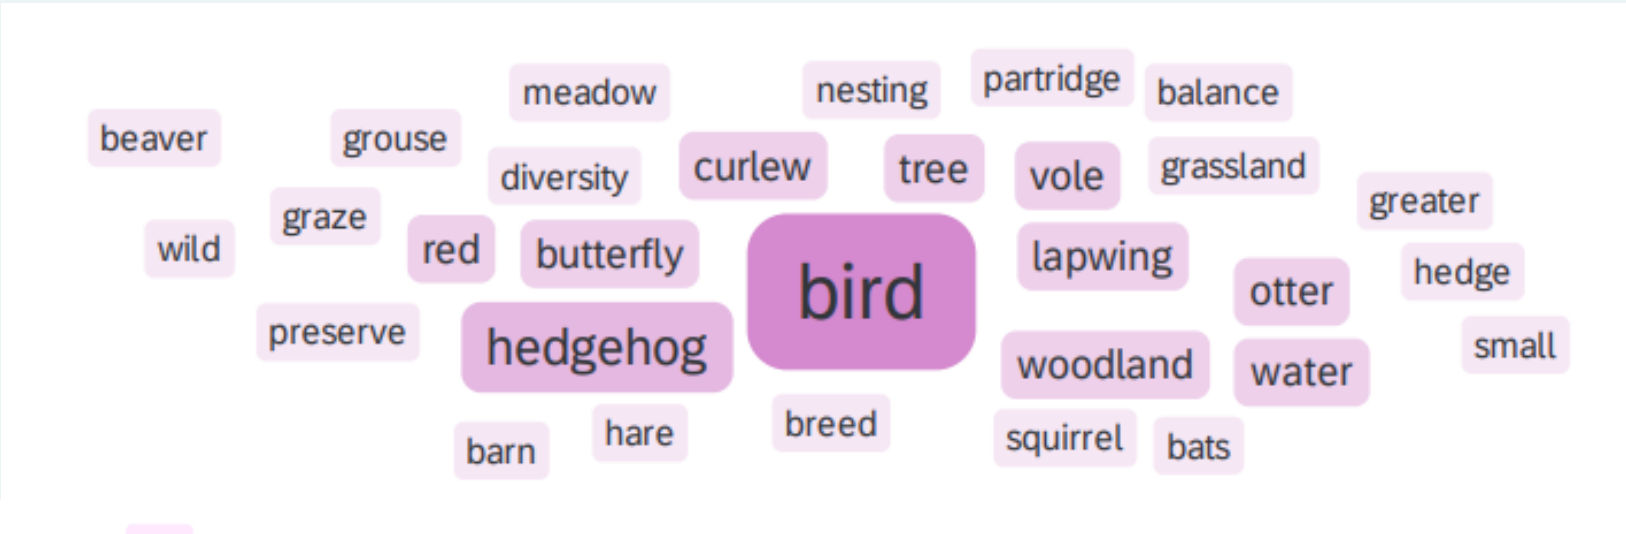 partridge
meadow
nesting
balance
beaver
grouse
curlew
tree
vole
grassland
diversity
greater
graze
wild
red
butterfly
lapwing
hedge
otter
bird
preserve
hedgehog
small
woodland
water
barn
hare
breed
squirrel
bats